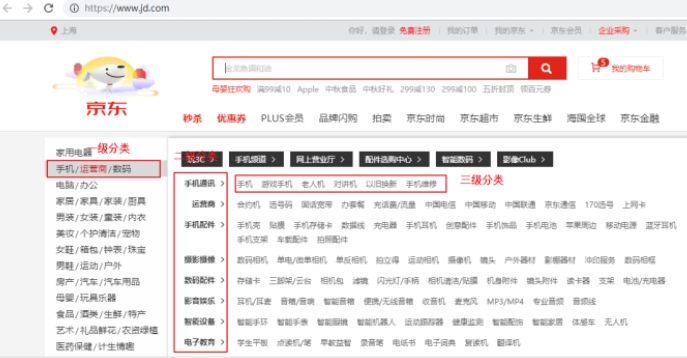 https://www.jd.com
上海 你好，请登录 免费注册 我的订单 我的京东 京东会员 企业采购 客户服务
京东
5 我的购物车
母婴狂欢购 满99减10 Apple 中秋食品 中秋好礼 299减130 299减100 五折封顶 领百元券
秒杀 优惠券 PLUS会员 品牌闪购 拍卖 京东时尚 京东超市 京东生鲜 海囤全球 京东金融
一级分类
家用电器
手机/运营商/数码
电脑/办公
家居/家具/家装/厨具
男装/女装/童装/内衣
美妆/个护清洁/宠物
女鞋/箱包/钟表/珠宝
男鞋/运动/户外
房产/汽车/汽车用品
母婴/玩具乐器
食品/酒类/生鲜/特产
艺术/礼品鲜花/农资绿植
医药保健/计生情趣
二级分类
玩3C > 手机频道 > 网上营业厅 > 配件选购中心 > 智能数码 > 影像Club >
三级分类
手机通讯 > 手机 游戏手机 老人机 对讲机 以旧换新 手机维修
运营商 > 合约机 选号码 固话宽带 办套餐 充话费/流量 中国电信 中国移动 中国联通 京东通信 170选号 上网卡
手机配件 > 手机壳 贴膜 手机存储卡 数据线 充电器 手机耳机 创意配件 手机饰品 手机电池 苹果周边 移动电源 蓝牙耳机
手机支架 车载配件 拍照配件
摄影摄像 > 数码相机 单电/微单相机 单反相机 拍立得 运动相机 摄像机 镜头 户外器材 影棚器材 冲印服务 数码相框
数码配件 > 存储卡 三脚架/云台 相机包 滤镜 闪光灯/手柄 相机清洁/贴膜 机身附件 镜头附件 读卡器 支架 电池/充电器
影音娱乐 > 耳机/耳麦 音箱/音响 智能音箱 便携/无线音箱 收音机 麦克风 MP3/MP4 专业音频 音频线
智能设备 > 智能手环 智能手表 智能眼镜 智能机器人 运动跟踪器 健康监测 智能配饰 智能家居 体感车 无人机
电子教育 > 学生平板 点读机/笔 早教益智 录音笔 电纸书 电子词典 复读机 翻译机